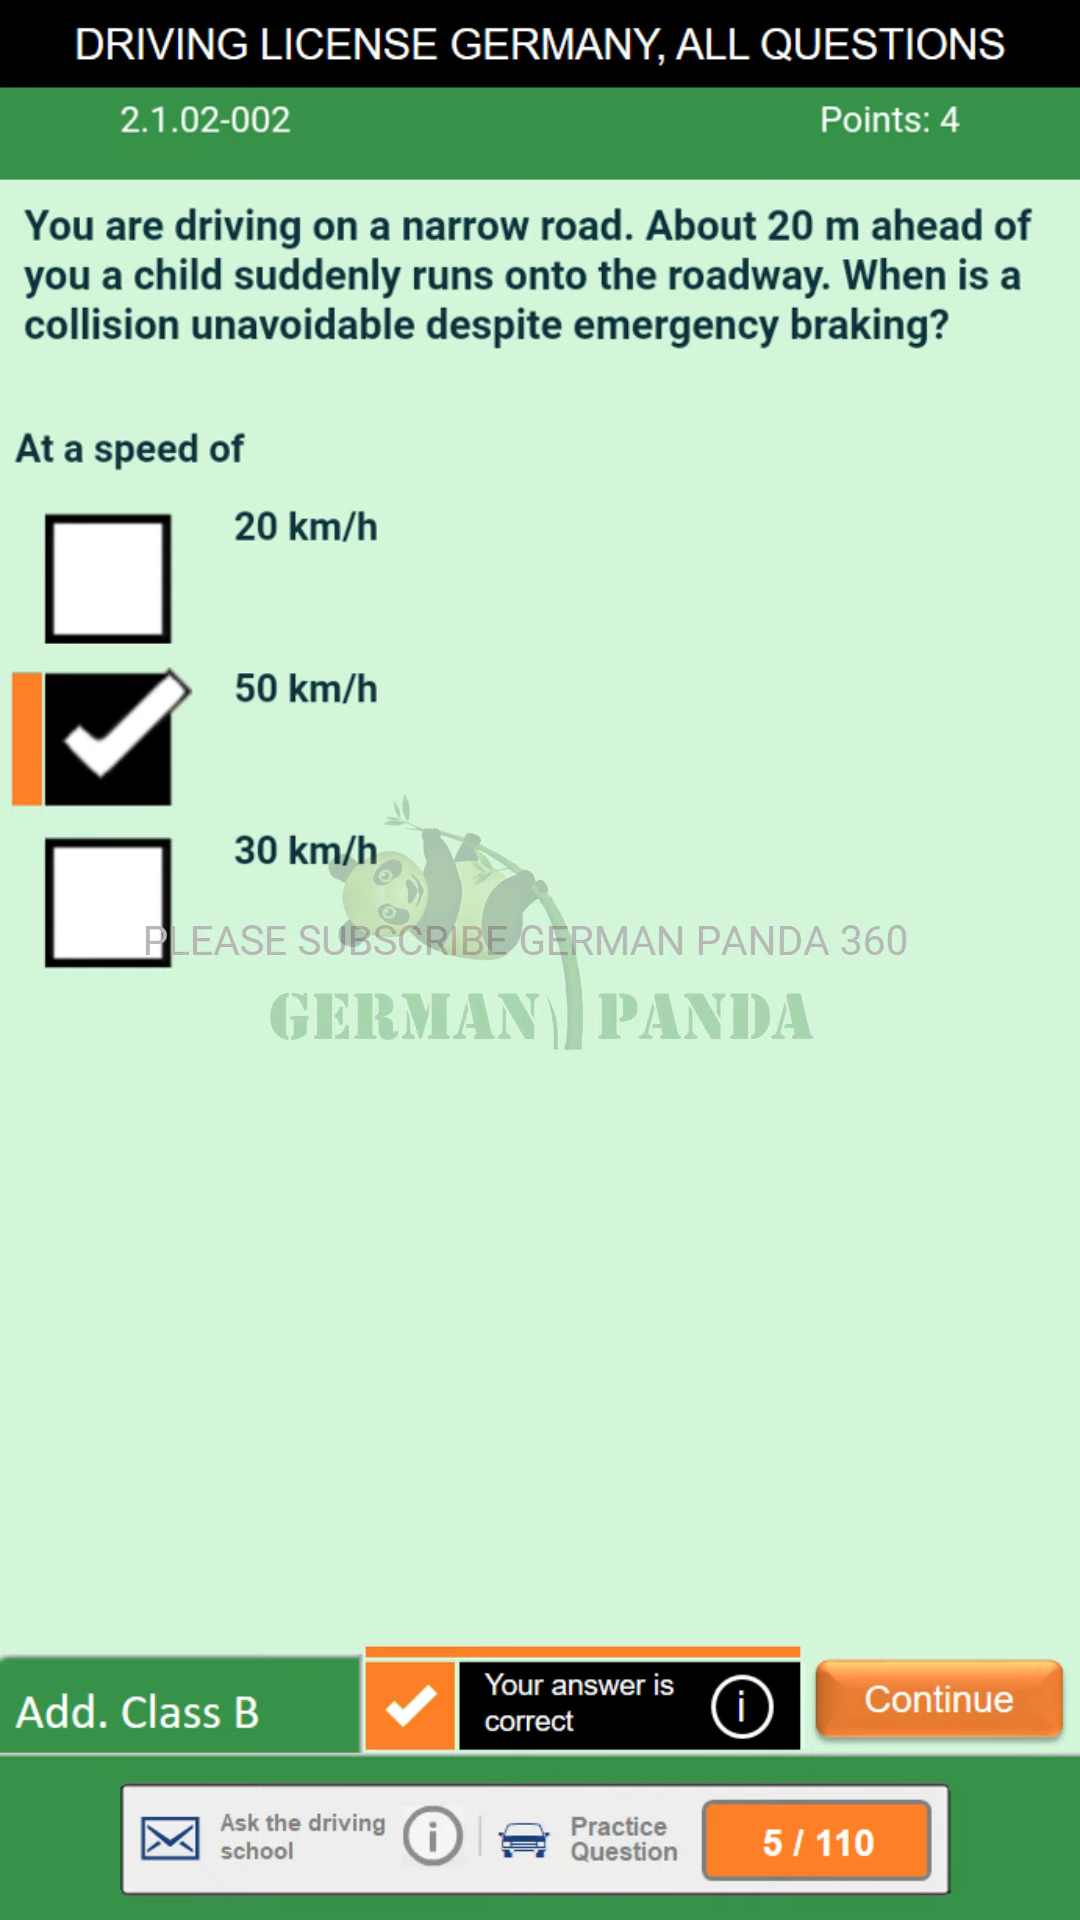 DRIVING LICENSE GERMANY, ALL QUESTIONS
2.1.02-002 Points: 4
You are driving on a narrow road. About 20 m ahead of
you a child suddenly runs onto the roadway. When is a
collision unavoidable despite emergency braking?
At a speed of
20 km/h
50 km/h
30 km/h
PLEASE SUBSCRIBE GERMAN PANDA 360
GERMAN PANDA
Add. Class B
Your answer is
correct
i
Continue
Ask the driving
school
i
Practice
Question
5 / 110